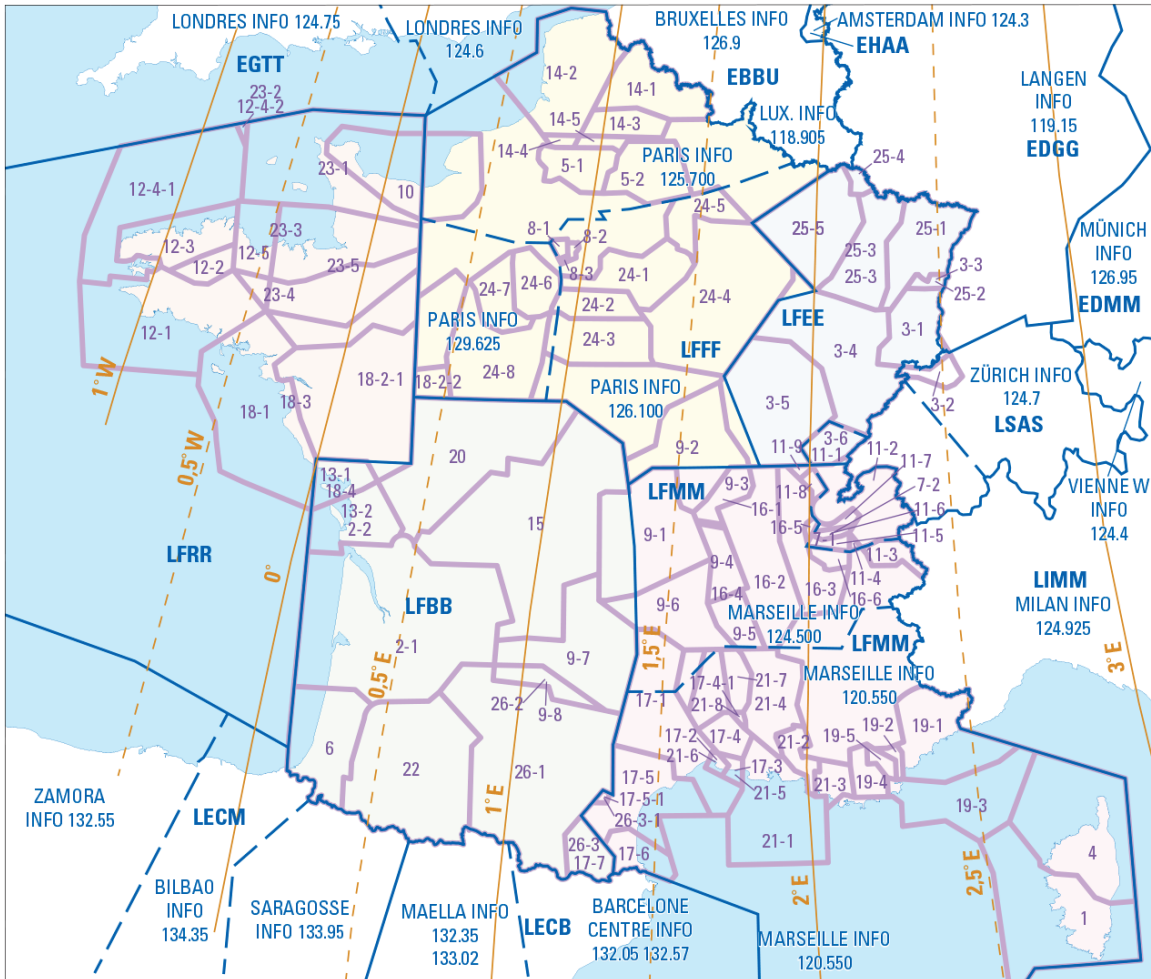 LONDRES INFO 124.75
LONDRES INFO
124.6
BRUXELLES INFO
126.9
AMSTERDAM INFO 124.3
EHAA
EGTT
EBBU
LANGEN
INFO
119.15
EDGG
LUX. INFO
118.905
23-2
12-4-2
14-2
14-1
14-5
14-3
14-4
5-1
5-2
PARIS INFO
125.700
25-4
23-1
10
12-4-1
24-5
25-5
25-3
25-3
25-1
MÜNICH
INFO
126.95
EDMM
12-3
12-2
12-5
23-3
23-5
23-4
8-1
8-2
8-3
24-1
24-7
24-6
24-2
24-3
24-4
3-3
25-2
12-1
PARIS INFO
129.625
LFFF
LFEE
3-4
3-1
1° W
18-2-1
18-2-2
24-8
PARIS INFO
126.100
3-5
3-2
ZÜRICH INFO
124.7
LSAS
18-1
18-3
0,5° W
20
9-2
3-6
11-1
11-9
11-2
11-7
7-2
11-6
11-5
VIENNE W
INFO
124.4
13-1
18-4
13-2
2-2
15
LFMM
9-3
16-1
11-8
16-5
7-1
9-1
LFRR
0°
9-4
16-4
16-2
16-3
11-3
11-4
16-6
LFBB
9-6
9-5
MARSEILLE INFO
124.500
LFMM
LIMM
MILAN INFO
124.925
2-1
0,5° E
9-7
1,5° E
3° E
26-2
9-8
17-1
17-4-1
21-8
21-7
21-4
MARSEILLE INFO
120.550
6
22
26-1
1° E
17-2
21-6
17-4
17-3
21-5
21-2
19-5
19-2
19-1
21-3
19-4
17-5
17-5-1
26-3-1
19-3
ZAMORA
INFO 132.55
LECM
26-3
17-7
17-6
21-1
4
2° E
2,5° E
1
BILBAO
INFO
134.35
SARAGOSSE
INFO 133.95
MAELLA INFO
132.35
133.02
LECB
BARCELONE
CENTRE INFO
132.05 132.57
MARSEILLE INFO
120.550